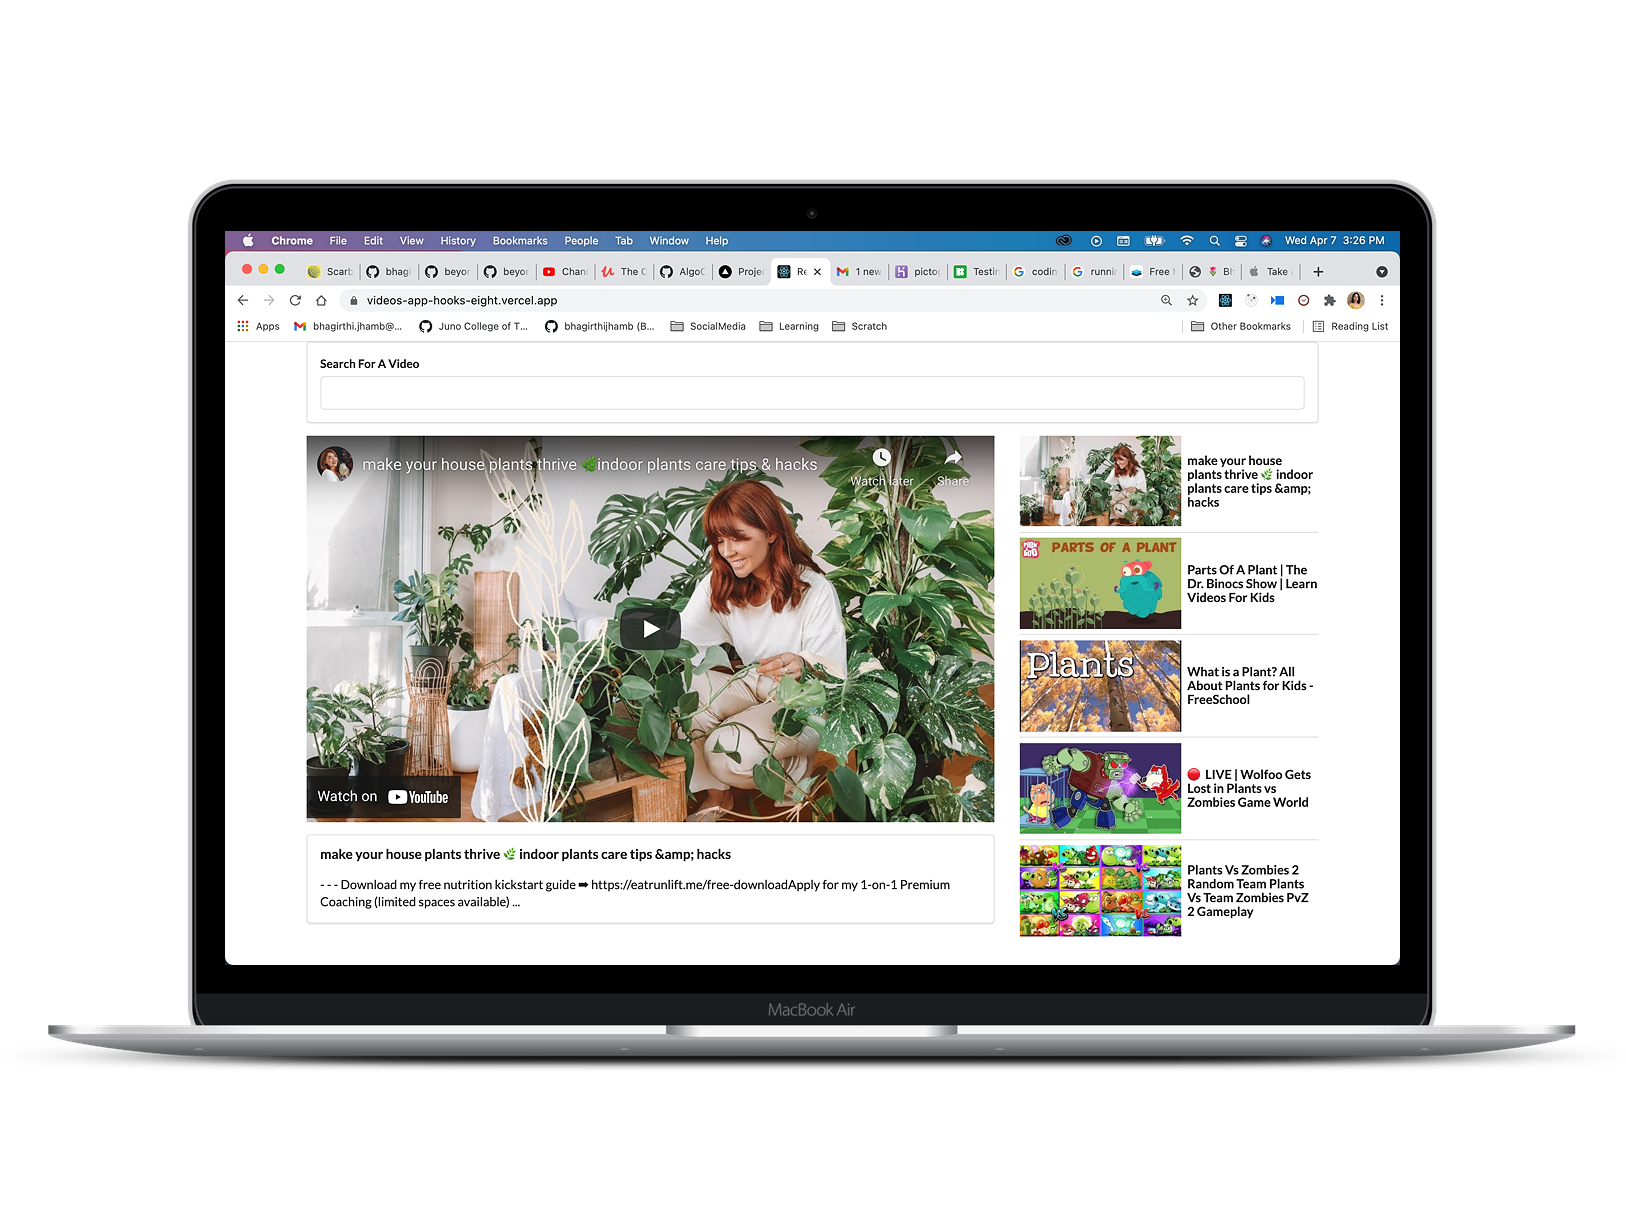 Chrome File Edit View History Bookmarks People Tab Window Help Wed Apr 7 3:26 PM
Scarb bhagi beyor beyor Chan The C AlgoC Proje Re 1 new picto Testin codin runni Free Bh Take
videos-app-hooks-eight.vercel.app
Apps bhagirthi.jhamb@... Juno College of T... bhagirthijhamb (B... SocialMedia Learning Scratch Other Bookmarks Reading List
Search For A Video
make your house plants thrive 🌿indoor plants care tips & hacks
Watch later Share
Watch on YouTube
make your house plants thrive 🌿 indoor plants care tips &amp; hacks
- - - Download my free nutrition kickstart guide ➡ https://eatrunlift.me/free-downloadApply for my 1-on-1 Premium
Coaching (limited spaces available) ...
make your house
plants thrive 🌿 indoor
plants care tips &amp;
hacks
PARTS OF A PLANT
Parts Of A Plant | The
Dr. Binocs Show | Learn
Videos For Kids
Plants
What is a Plant? All
About Plants for Kids -
FreeSchool
🔴 LIVE | Wolfoo Gets
Lost in Plants vs
Zombies Game World
Plants Vs Zombies 2
Random Team Plants
Vs Team Zombies PvZ
2 Gameplay
MacBook Air